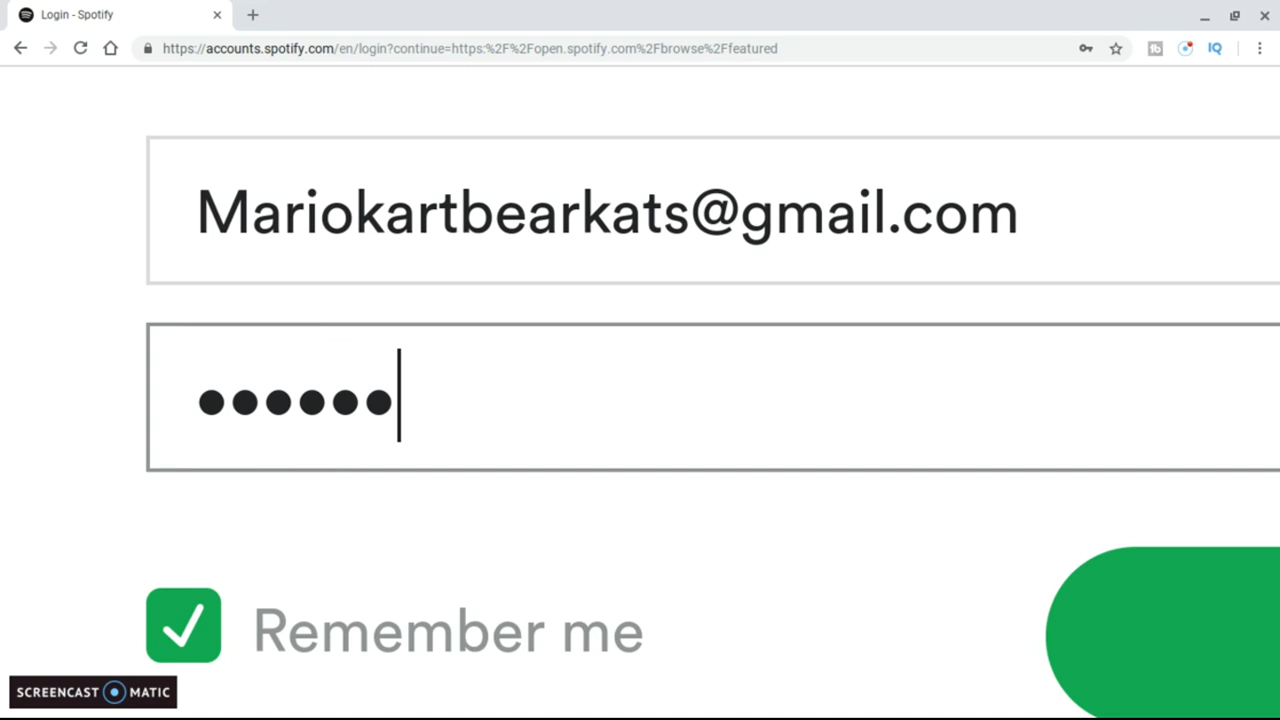 Login - Spotify
https://accounts.spotify.com/en/login?continue=https:%2F%2Fopen.spotify.com%2Fbrowse%2Ffeatured
Mariokartbearkats@gmail.com
••••••
Remember me
SCREENCAST MATIC